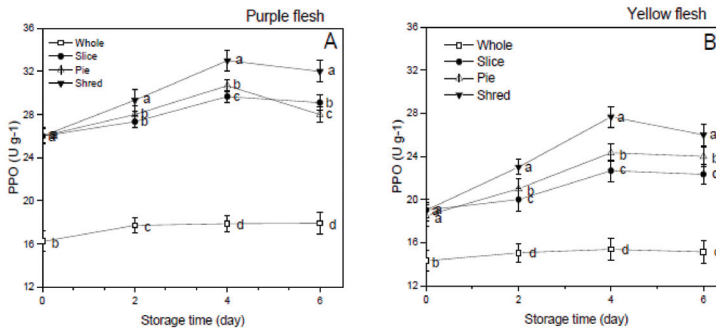 Purple flesh
A
Whole
Slice
Pie
Shred
PPO (U g-1)
36
32
28
24
20
16
12
a
a
b
b
a
b
c
a
b
c
b
c
d
d
0
2
4
6
Storage time (day)
Yellow flesh
B
Whole
Slice
Pie
Shred
PPO (U g-1)
36
32
28
24
20
16
12
a
a
a
b
c
a
b
c
a
b
b
d
d
0
2
4
6
Storage time (day)